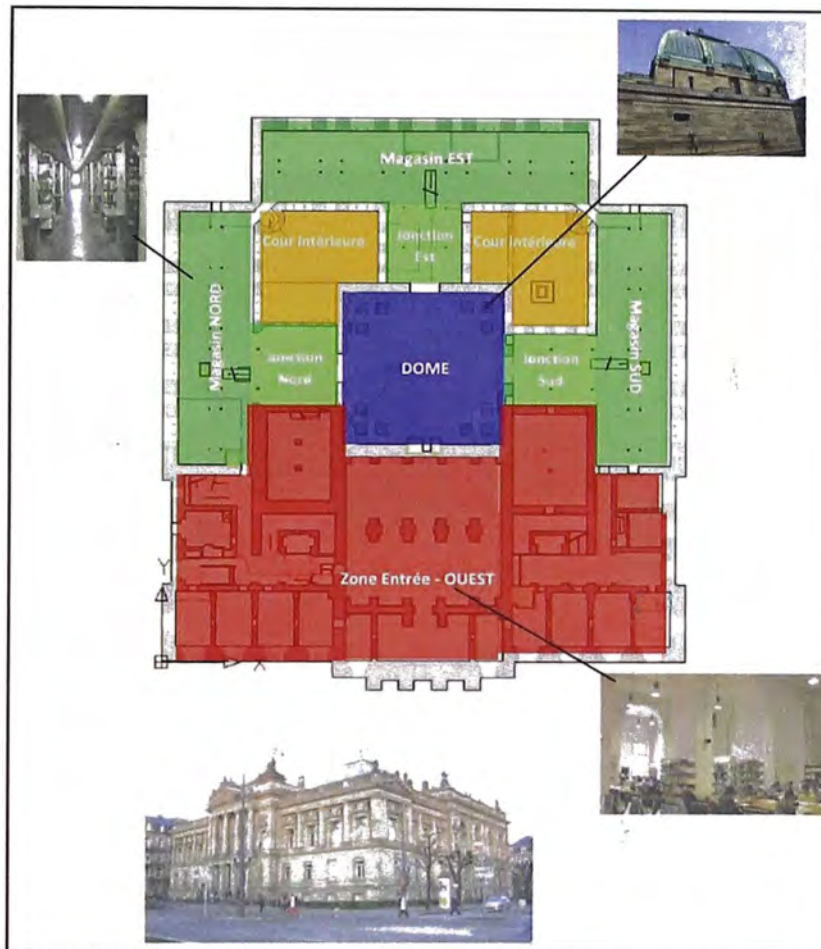 Magasin EST
Cour Intérieure
Jonction
Est
Cour Intérieure
Magasin NORD
Magasin SUD
Jonction
Nord
DOME
Jonction
Sud
Zone Entrée - OUEST
Y
X